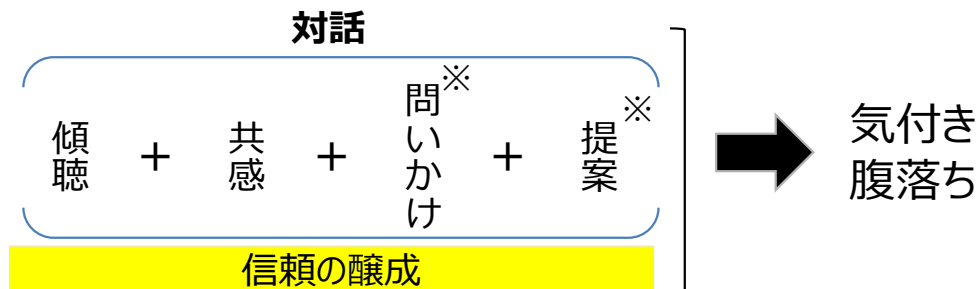 対話
傾聴 + 共感 + 問いかけ※ + 提案※
気付き
腹落ち
信頼の醸成